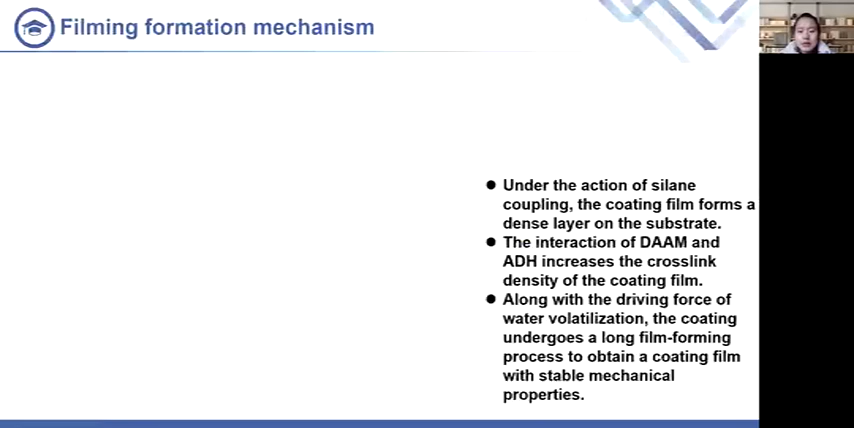 Filming formation mechanism
Under the action of silane
coupling, the coating film forms a
dense layer on the substrate.
The interaction of DAAM and
ADH increases the crosslink
density of the coating film.
Along with the driving force of
water volatilization, the coating
undergoes a long film-forming
process to obtain a coating film
with stable mechanical
properties.